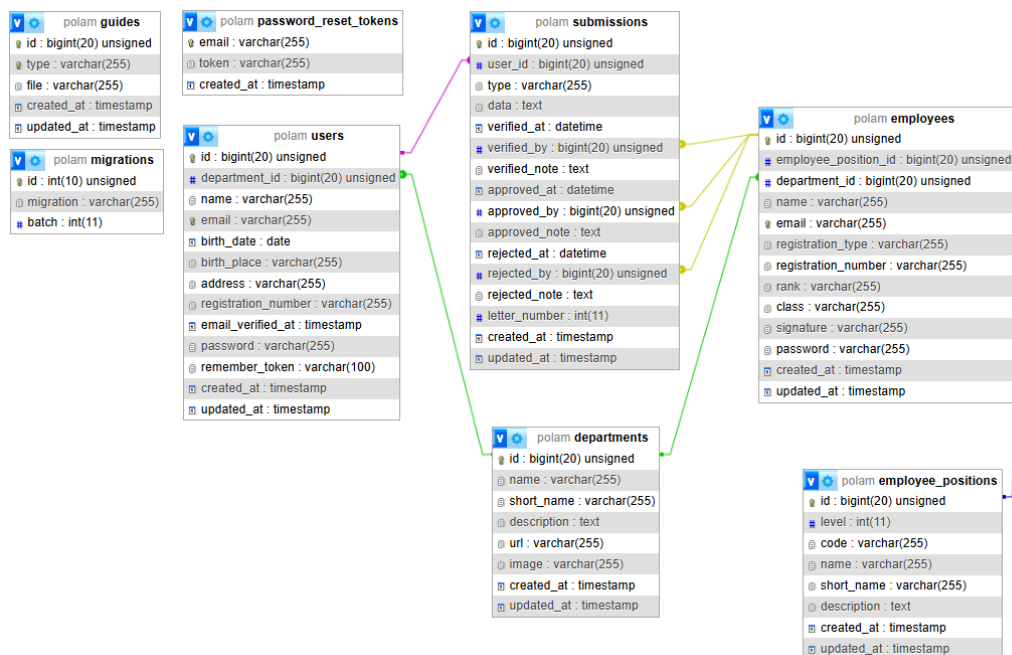 polam guides
id : bigint(20) unsigned
type : varchar(255)
file : varchar(255)
created_at : timestamp
updated_at : timestamp
polam migrations
id : int(10) unsigned
migration : varchar(255)
batch : int(11)
polam password_reset_tokens
email : varchar(255)
token : varchar(255)
created_at : timestamp
polam users
id : bigint(20) unsigned
department_id : bigint(20) unsigned
name : varchar(255)
email : varchar(255)
birth_date : date
birth_place : varchar(255)
address : varchar(255)
registration_number : varchar(255)
email_verified_at : timestamp
password : varchar(255)
remember_token : varchar(100)
created_at : timestamp
updated_at : timestamp
polam submissions
id : bigint(20) unsigned
user_id : bigint(20) unsigned
type : varchar(255)
data : text
verified_at : datetime
verified_by : bigint(20) unsigned
verified_note : text
approved_at : datetime
approved_by : bigint(20) unsigned
approved_note : text
rejected_at : datetime
rejected_by : bigint(20) unsigned
rejected_note : text
letter_number : int(11)
created_at : timestamp
updated_at : timestamp
polam departments
id : bigint(20) unsigned
name : varchar(255)
short_name : varchar(255)
description : text
url : varchar(255)
image : varchar(255)
created_at : timestamp
updated_at : timestamp
polam employees
id : bigint(20) unsigned
employee_position_id : bigint(20) unsigned
department_id : bigint(20) unsigned
name : varchar(255)
email : varchar(255)
registration_type : varchar(255)
registration_number : varchar(255)
rank : varchar(255)
class : varchar(255)
signature : varchar(255)
password : varchar(255)
created_at : timestamp
updated_at : timestamp
polam employee_positions
id : bigint(20) unsigned
level : int(11)
code : varchar(255)
name : varchar(255)
short_name : varchar(255)
description : text
created_at : timestamp
updated_at : timestamp